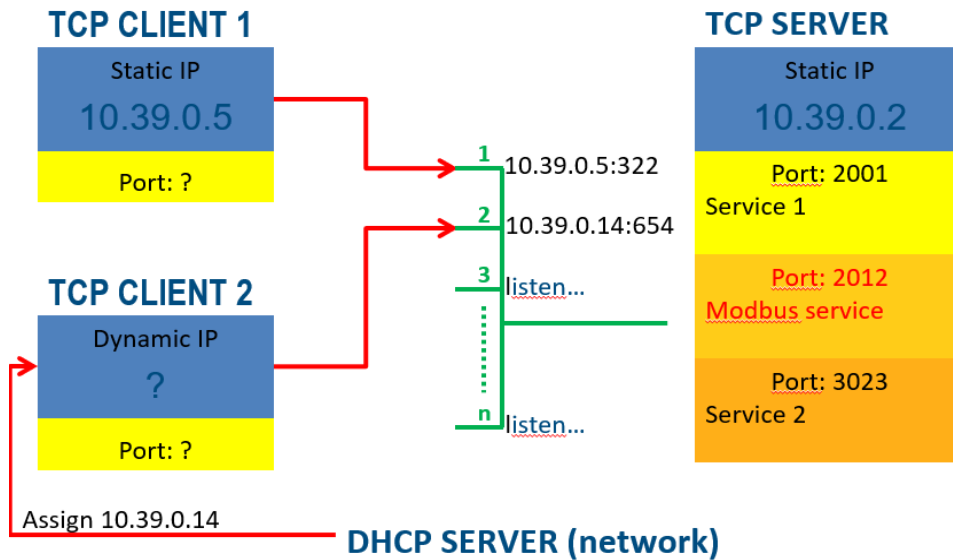 TCP CLIENT 1
Static IP
10.39.0.5
Port: ?
TCP CLIENT 2
Dynamic IP
?
Port: ?
Assign 10.39.0.14
DHCP SERVER (network)
1
10.39.0.5:322
2
10.39.0.14:654
3
listen...
n
listen...
TCP SERVER
Static IP
10.39.0.2
Port: 2001
Service 1
Port: 2012
Modbus service
Port: 3023
Service 2